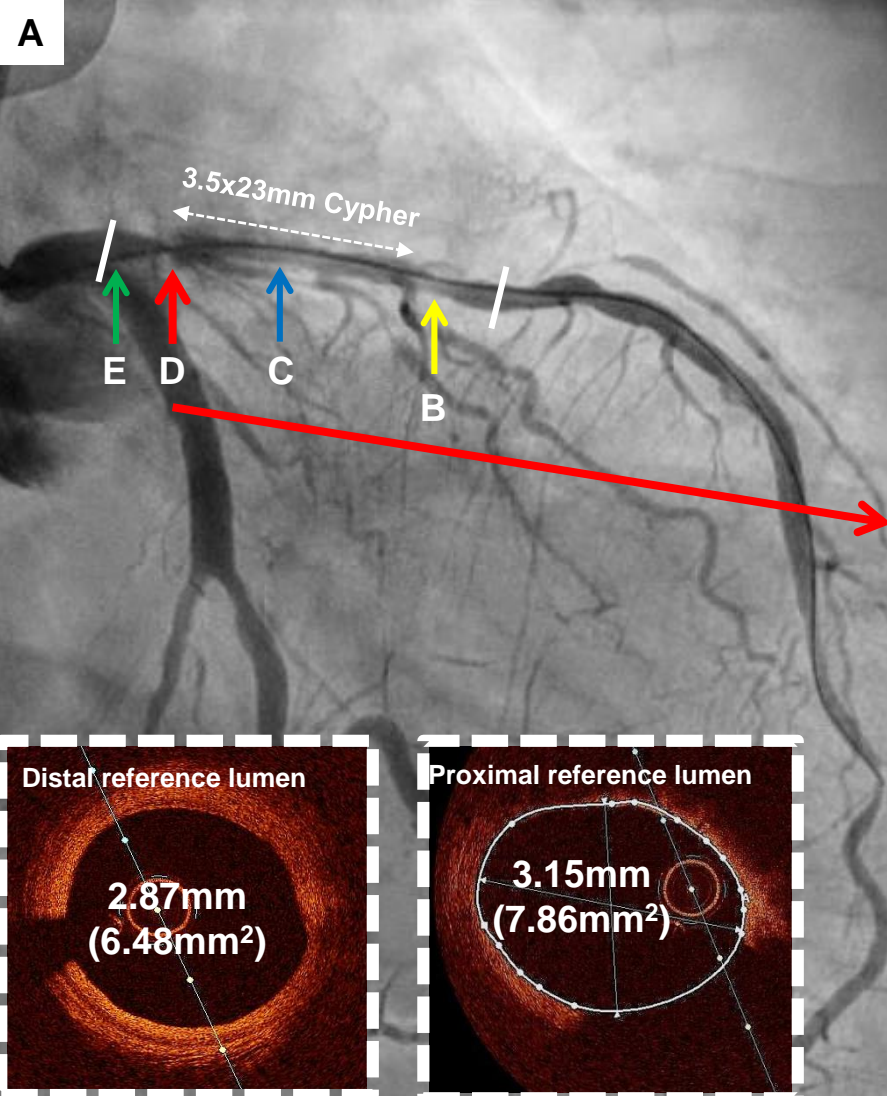 A
3.5x23mm Cypher
E
D
C
B
Distal reference lumen
2.87mm
(6.48mm²)
Proximal reference lumen
3.15mm
(7.86mm²)